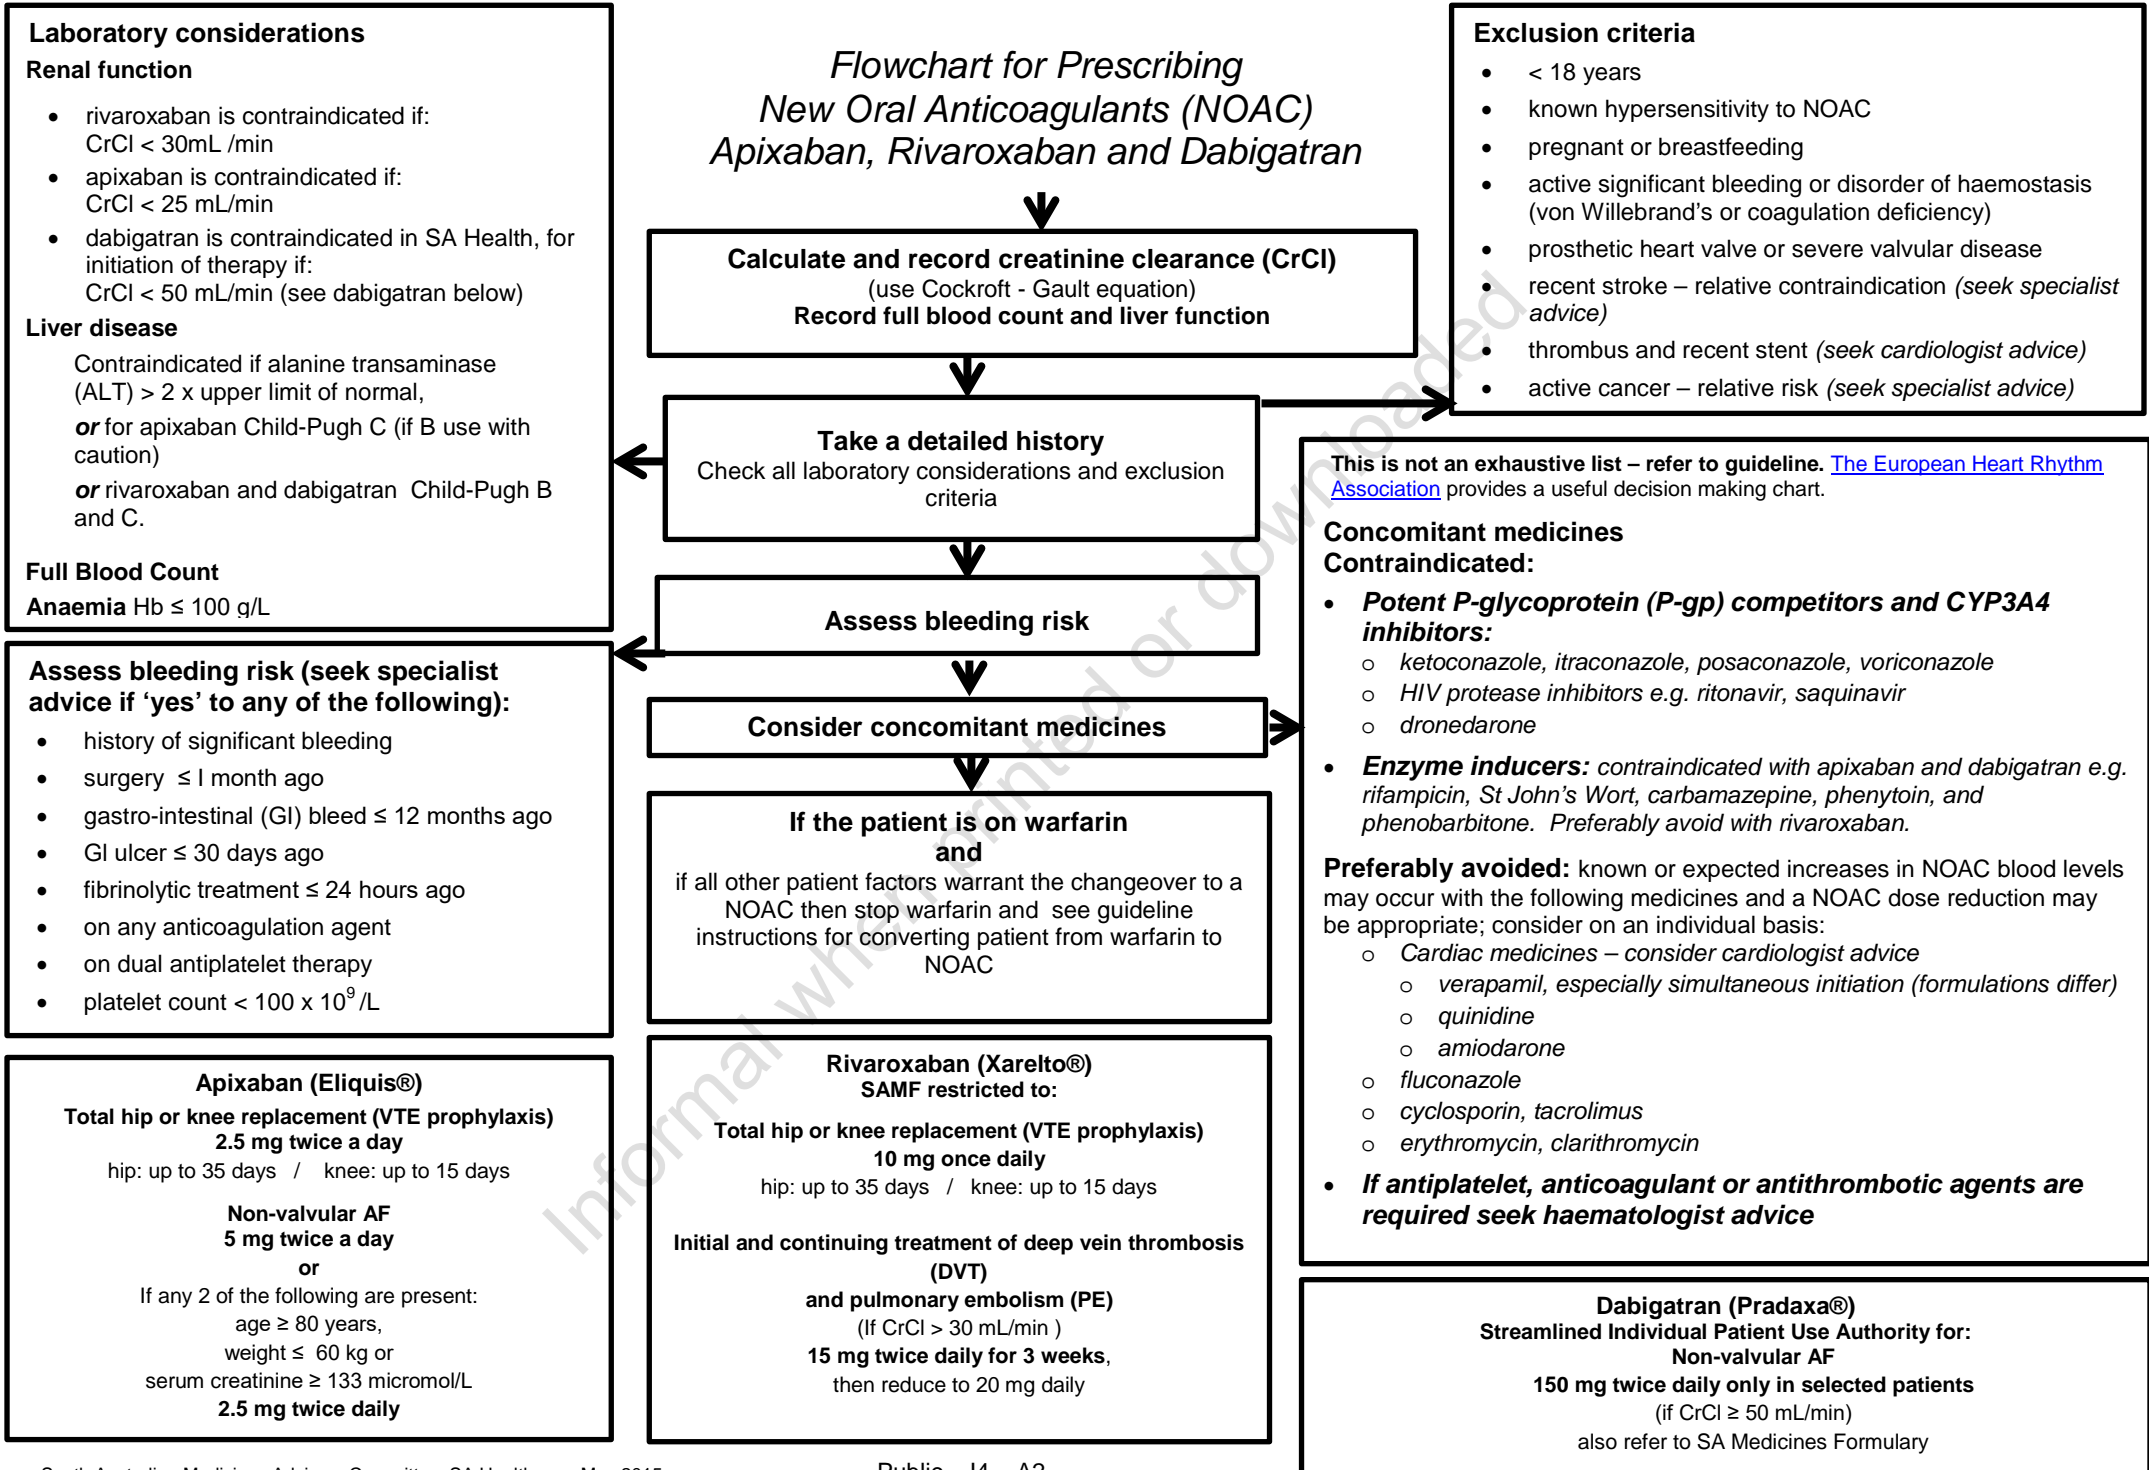 Laboratory considerations
Renal function
• rivaroxaban is contraindicated if:
CrCl < 30mL /min
• apixaban is contraindicated if:
CrCl < 25 mL/min
• dabigatran is contraindicated in SA Health, for
initiation of therapy if:
CrCl < 50 mL/min (see dabigatran below)
Liver disease
Contraindicated if alanine transaminase
(ALT) > 2 x upper limit of normal,
or for apixaban Child-Pugh C (if B use with
caution)
or rivaroxaban and dabigatran Child-Pugh B
and C.
Full Blood Count
Anaemia Hb ≤ 100 g/L
Flowchart for Prescribing
New Oral Anticoagulants (NOAC)
Apixaban, Rivaroxaban and Dabigatran
Calculate and record creatinine clearance (CrCl)
(use Cockroft - Gault equation)
Record full blood count and liver function
Take a detailed history
Check all laboratory considerations and exclusion
criteria
Exclusion criteria
• < 18 years
• known hypersensitivity to NOAC
• pregnant or breastfeeding
• active significant bleeding or disorder of haemostasis
(von Willebrand's or coagulation deficiency)
• prosthetic heart valve or severe valvular disease
• recent stroke – relative contraindication (seek specialist
advice)
• thrombus and recent stent (seek cardiologist advice)
• active cancer – relative risk (seek specialist advice)
Assess bleeding risk
Assess bleeding risk (seek specialist
advice if 'yes' to any of the following):
• history of significant bleeding
• surgery ≤ I month ago
• gastro-intestinal (GI) bleed ≤ 12 months ago
• GI ulcer ≤ 30 days ago
• fibrinolytic treatment ≤ 24 hours ago
• on any anticoagulation agent
• on dual antiplatelet therapy
• platelet count < 100 x 10⁹ /L
Consider concomitant medicines
If the patient is on warfarin
and
if all other patient factors warrant the changeover to a
NOAC then stop warfarin and see guideline
instructions for converting patient from warfarin to
NOAC
This is not an exhaustive list – refer to guideline. The European Heart Rhythm
Association provides a useful decision making chart.
Concomitant medicines
Contraindicated:
• Potent P-glycoprotein (P-gp) competitors and CYP3A4
inhibitors:
o ketoconazole, itraconazole, posaconazole, voriconazole
o HIV protease inhibitors e.g. ritonavir, saquinavir
o dronedarone
• Enzyme inducers: contraindicated with apixaban and dabigatran e.g.
rifampicin, St John's Wort, carbamazepine, phenytoin, and
phenobarbitone. Preferably avoid with rivaroxaban.
Preferably avoided: known or expected increases in NOAC blood levels
may occur with the following medicines and a NOAC dose reduction may
be appropriate; consider on an individual basis:
o Cardiac medicines – consider cardiologist advice
o verapamil, especially simultaneous initiation (formulations differ)
o quinidine
o amiodarone
o fluconazole
o cyclosporin, tacrolimus
o erythromycin, clarithromycin
• If antiplatelet, anticoagulant or antithrombotic agents are
required seek haematologist advice
Apixaban (Eliquis®)
Total hip or knee replacement (VTE prophylaxis)
2.5 mg twice a day
hip: up to 35 days / knee: up to 15 days
Non-valvular AF
5 mg twice a day
or
If any 2 of the following are present:
age ≥ 80 years,
weight ≤ 60 kg or
serum creatinine ≥ 133 micromol/L
2.5 mg twice daily
Rivaroxaban (Xarelto®)
SAMF restricted to:
Total hip or knee replacement (VTE prophylaxis)
10 mg once daily
hip: up to 35 days / knee: up to 15 days
Initial and continuing treatment of deep vein thrombosis
(DVT)
and pulmonary embolism (PE)
(If CrCl > 30 mL/min )
15 mg twice daily for 3 weeks,
then reduce to 20 mg daily
Dabigatran (Pradaxa®)
Streamlined Individual Patient Use Authority for:
Non-valvular AF
150 mg twice daily only in selected patients
(if CrCl ≥ 50 mL/min)
also refer to SA Medicines Formulary
Informal when printed or downloaded